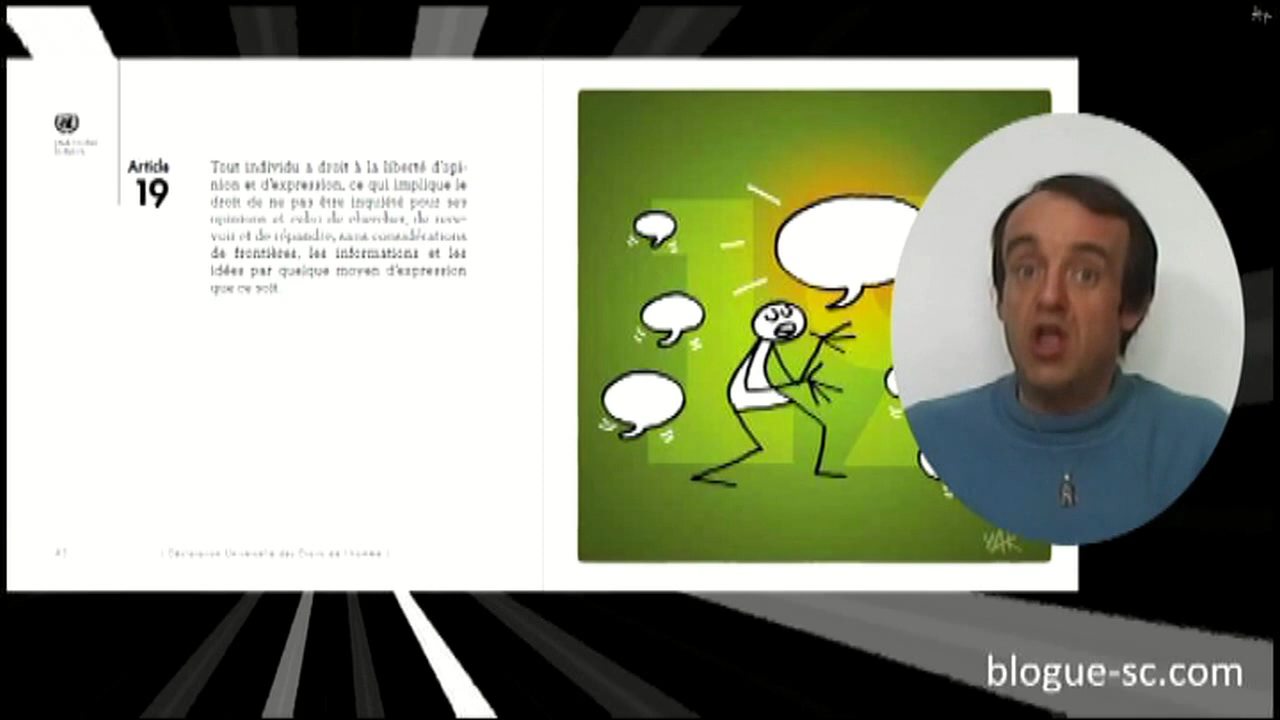 Article
19
Tout individu a droit à la liberté d'opi-
nion et d'expression, ce qui implique le
droit de ne pas être inquiété pour ses
opinions et celui de chercher, de rece-
voir et de répandre, sans considérations
de frontières, les informations et les
idées par quelque moyen d'expression
que ce soit
Déclaration Universelle des Droits de l'homme
YAK
blogue-sc.com